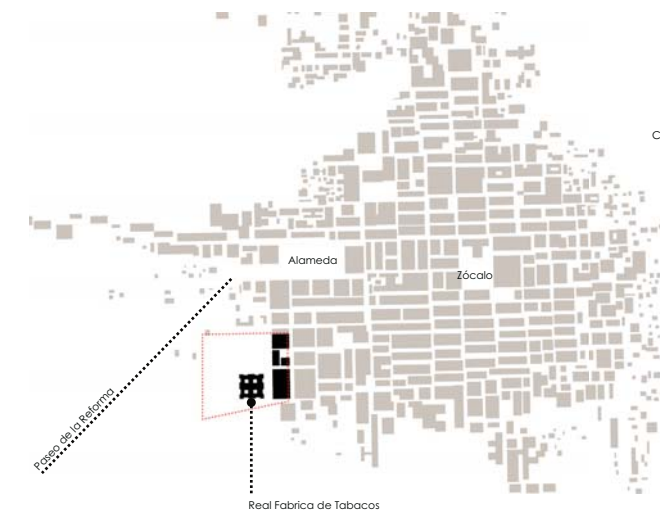 C
Alameda
Zócalo
Paseo de la Reforma
Real Fabrica de Tabacos